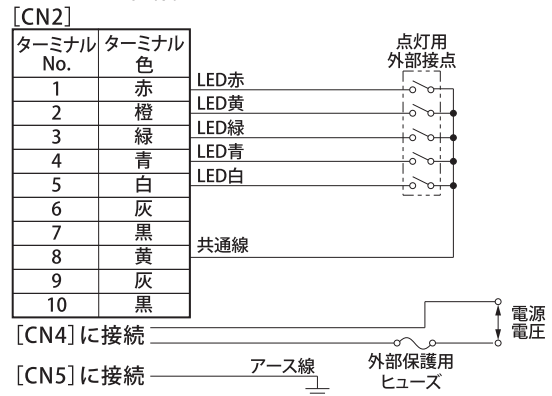 [CN2]
ターミナル No. ターミナル 色
1 赤
2 橙
3 緑
4 青
5 白
6 灰
7 黒
8 黄
9 灰
10 黒
LED赤
LED黄
LED緑
LED青
LED白
共通線
点灯用
外部接点
[CN4]に接続
電源
電圧
外部保護用
ヒューズ
[CN5]に接続
アース線